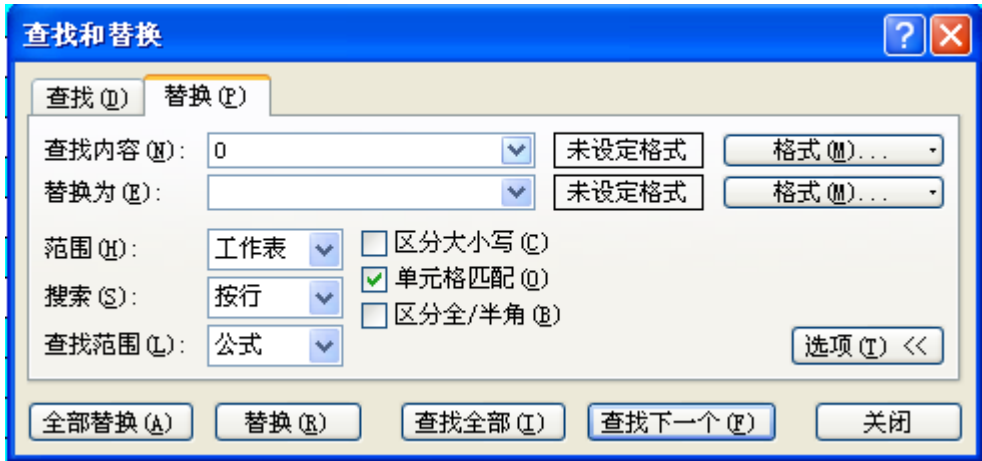 查找和替换
查找(D) 替换(P)
查找内容(N): 0 未设定格式 格式(M)...
替换为(E): 未设定格式 格式(M)...
范围(H): 工作表 区分大小写(C)
单元格匹配(O)
搜索(S): 按行
区分全/半角(B)
查找范围(L): 公式 选项(T) <<
全部替换(A) 替换(R) 查找全部(I) 查找下一个(F) 关闭